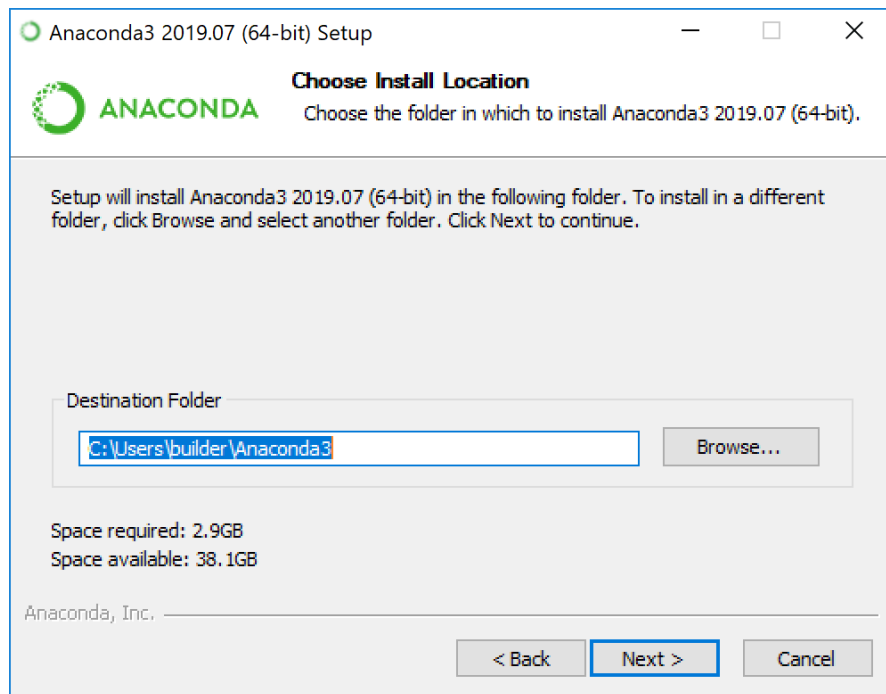 Anaconda3 2019.07 (64-bit) Setup
ANACONDA
Choose Install Location
Choose the folder in which to install Anaconda3 2019.07 (64-bit).
Setup will install Anaconda3 2019.07 (64-bit) in the following folder. To install in a different
folder, click Browse and select another folder. Click Next to continue.
Destination Folder
C:\Users\builder\Anaconda3
Browse...
Space required: 2.9GB
Space available: 38.1GB
Anaconda, Inc.
< Back
Next >
Cancel